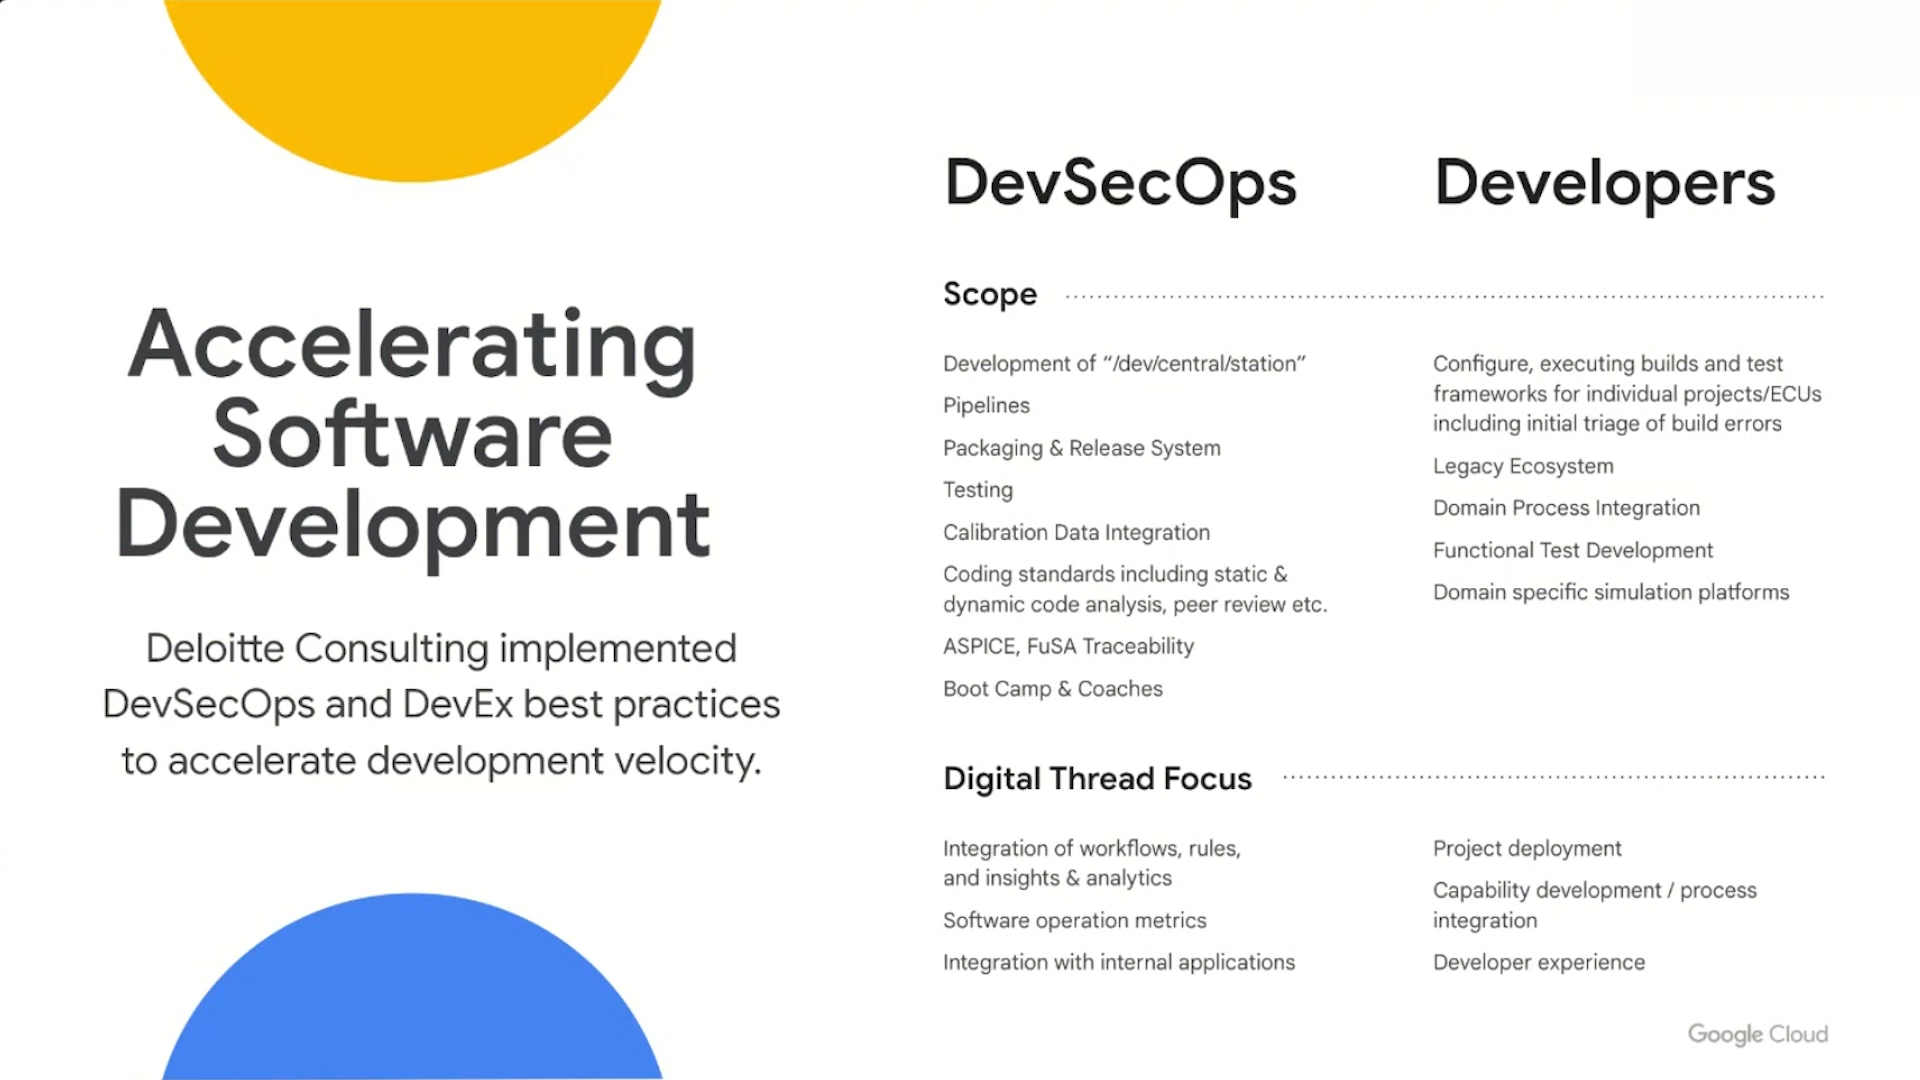 Accelerating
Software
Development
Deloitte Consulting implemented
DevSecOps and DevEx best practices
to accelerate development velocity.
DevSecOps
Developers
Scope
Development of “/dev/central/station”
Pipelines
Packaging & Release System
Testing
Calibration Data Integration
Coding standards including static &
dynamic code analysis, peer review etc.
ASPICE, FuSA Traceability
Boot Camp & Coaches
Configure, executing builds and test
frameworks for individual projects/ECUs
including initial triage of build errors
Legacy Ecosystem
Domain Process Integration
Functional Test Development
Domain specific simulation platforms
Digital Thread Focus
Integration of workflows, rules,
and insights & analytics
Software operation metrics
Integration with internal applications
Project deployment
Capability development / process
integration
Developer experience
Google Cloud